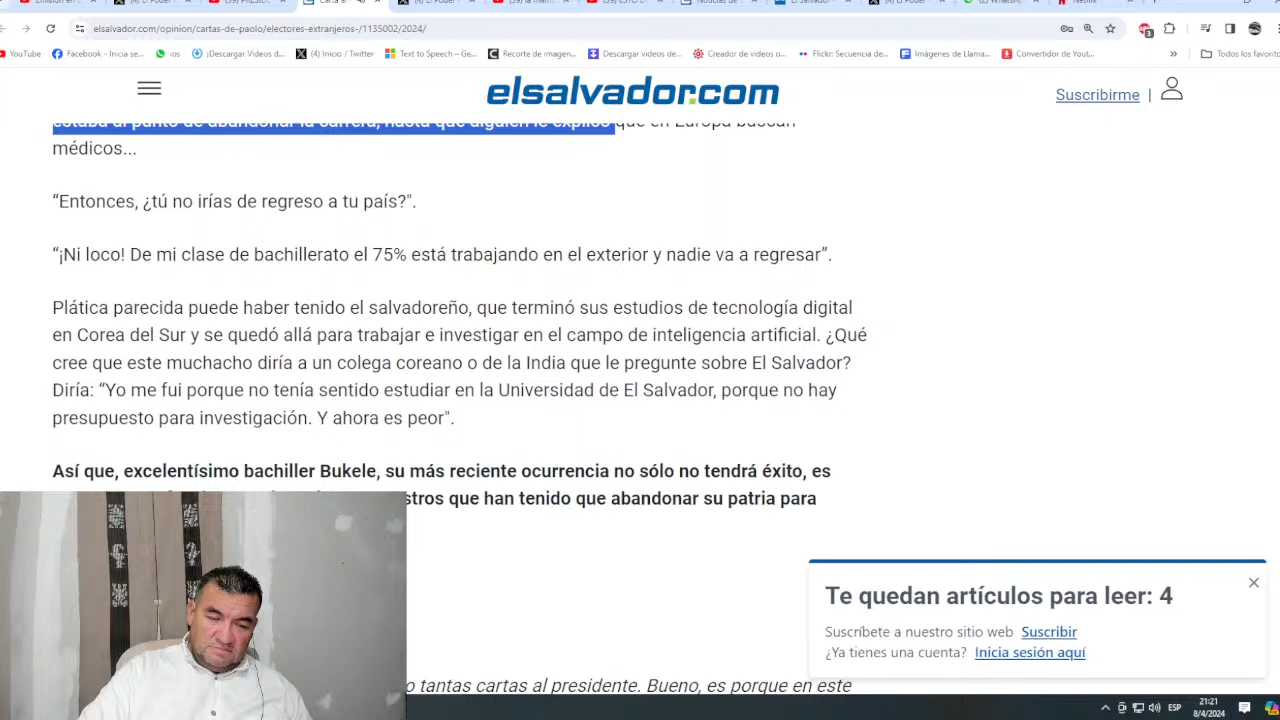 elsalvador.com/opinion/cartas-de-paolo/electores-extranjeros-/1135002/2024/
YouTube
Facebook - Inicia se...
ios
¡Descargar Videos d...
(4) Inicio / Twitter
Text to Speech – Ge...
Recorte de imagen...
Descargar videos de...
Creador de videos o...
Flickr: Secuencia de...
Imágenes de Llama...
Convertidor de Yout...
»
Todos los favorito
elsalvador.com
Suscribirme |
estaba al punto de abandonar la carrera, hasta que alguien le explicó que en Europa buscan
médicos...
“Entonces, ¿tú no irías de regreso a tu país?".
“¡Ni loco! De mi clase de bachillerato el 75% está trabajando en el exterior y nadie va a regresar”.
Plática parecida puede haber tenido el salvadoreño, que terminó sus estudios de tecnología digital
en Corea del Sur y se quedó allá para trabajar e investigar en el campo de inteligencia artificial. ¿Qué
cree que este muchacho diría a un colega coreano o de la India que le pregunte sobre El Salvador?
Diría: “Yo me fui porque no tenía sentido estudiar en la Universidad de El Salvador, porque no hay
presupuesto para investigación. Y ahora es peor".
Así que, excelentísimo bachiller Bukele, su más reciente ocurrencia no sólo no tendrá éxito, es
stros que han tenido que abandonar su patria para
Te quedan artículos para leer: 4
Suscríbete a nuestro sitio web Suscribir
¿Ya tienes una cuenta? Inicia sesión aquí
o tantas cartas al presidente. Bueno, es porque en este
ESP
21:21
8/4/2024